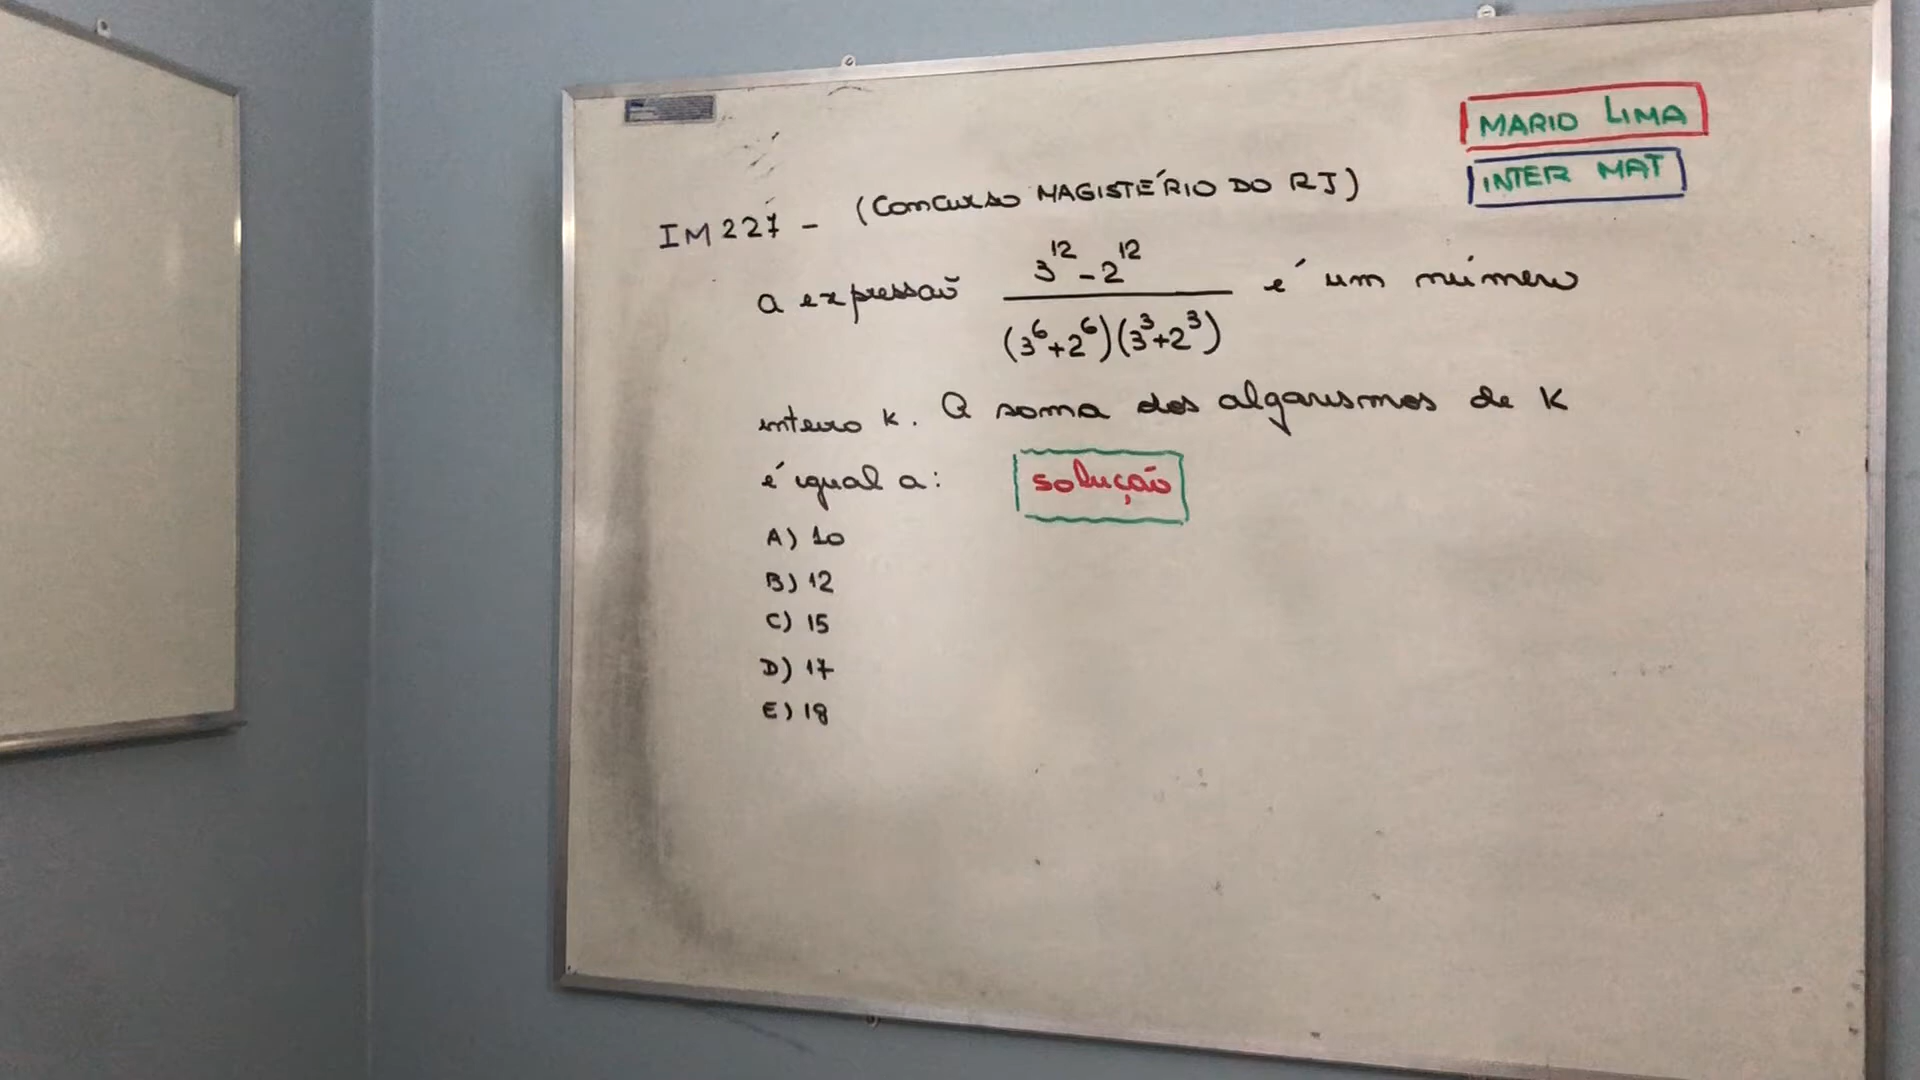 MARIO LIMA
INTER MAT
IM 227 - (CONCURSO MAGISTÉRIO DO RJ)
a expressaõ (3^12 - 2^12) / ((3^6+2^6)(3^3+2^3)) é um número
inteiro K. a soma dos algarismos de K
é igual a:
solução
A) 10
B) 12
C) 15
D) 17
E) 18